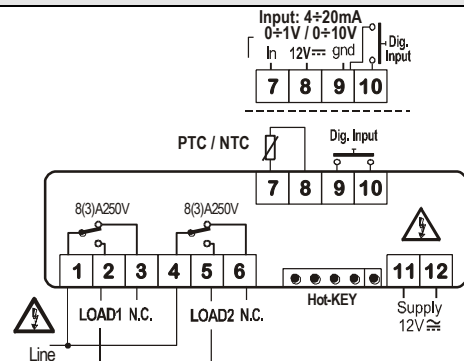 Input: 4÷20mA
0÷1V / 0÷10V
In 12V⎓ gnd
Dig. Input
7 8 9 10
PTC / NTC
Dig. Input
7 8 9 10
8(3)A250V 8(3)A250V
1 2 3 4 5 6
11 12
LOAD1 N.C. LOAD2 N.C.
Hot-KEY
Supply
12V≂
Line